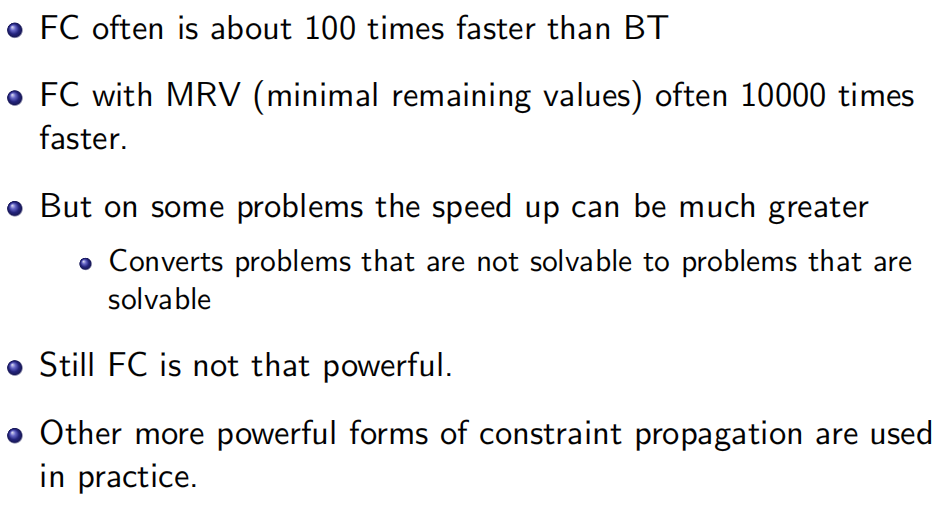 FC often is about 100 times faster than BT
FC with MRV (minimal remaining values) often 10000 times
faster.
But on some problems the speed up can be much greater
Converts problems that are not solvable to problems that are
solvable
Still FC is not that powerful.
Other more powerful forms of constraint propagation are used
in practice.